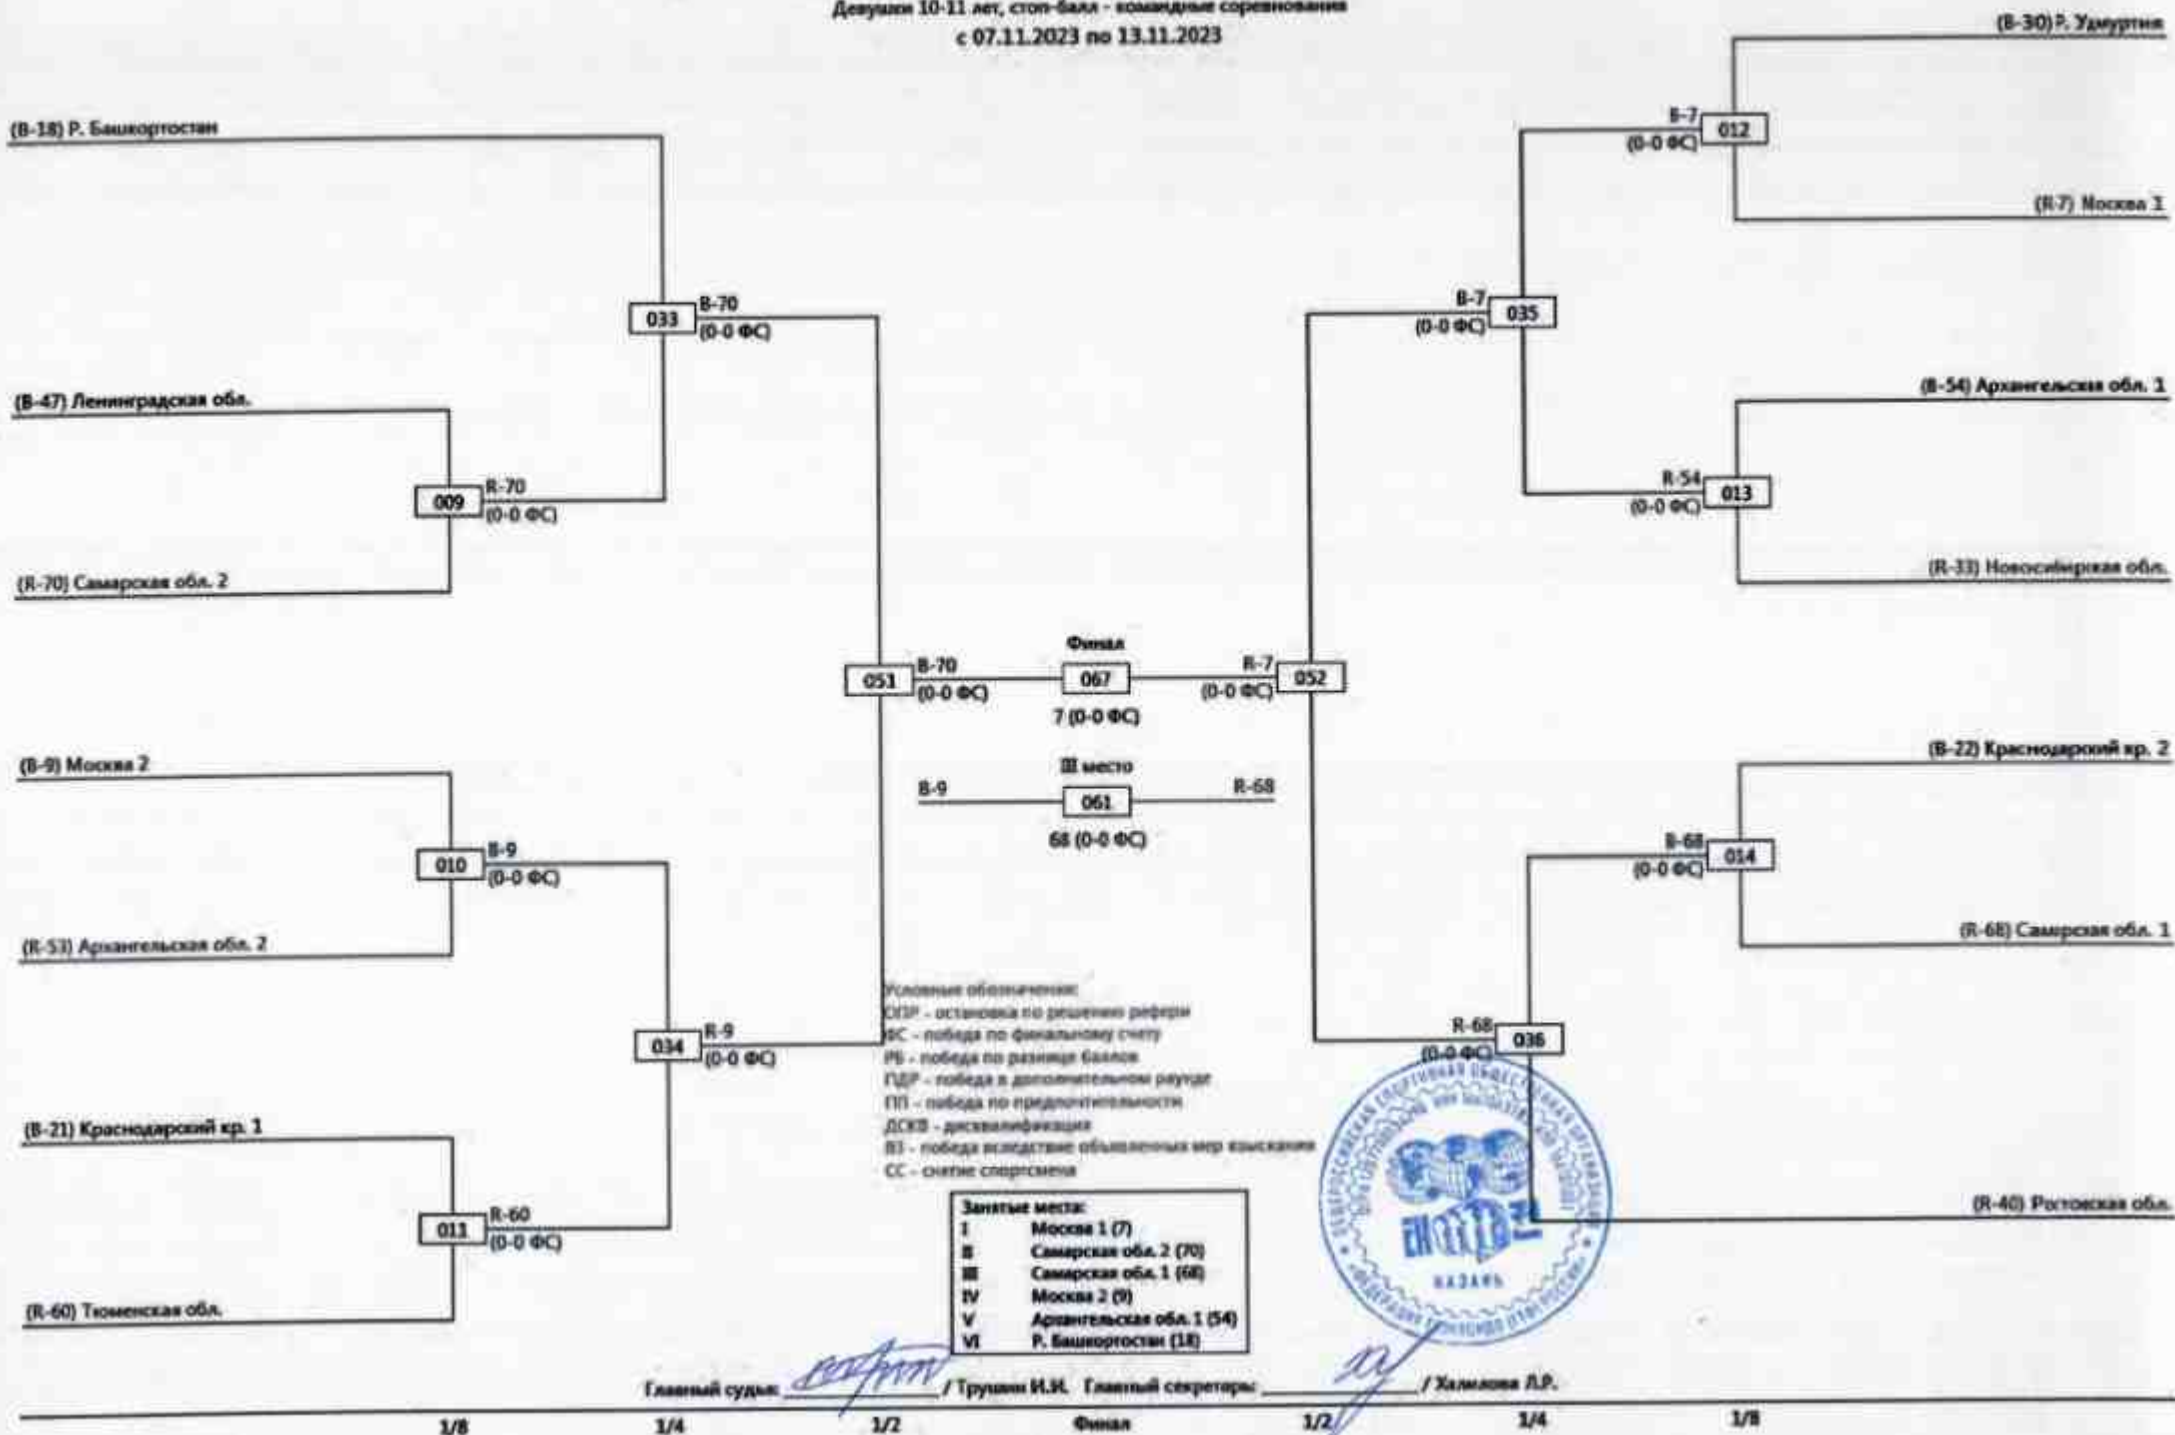 Девушки 10-11 лет, стоп-балл - командные соревнования
с 07.11.2023 по 13.11.2023
(B-18) Р. Башкортостан
033
B-70
(0-0 ФС)
(B-47) Ленинградская обл.
009
R-70
(0-0 ФС)
(R-70) Самарская обл. 2
051
B-70
(0-0 ФС)
(B-9) Москва 2
010
B-9
(0-0 ФС)
(R-53) Архангельская обл. 2
034
R-9
(0-0 ФС)
(B-21) Краснодарский кр. 1
011
R-60
(0-0 ФС)
(R-60) Тюменская обл.
Финал
067
7 (0-0 ФС)
III место
B-9
061
R-68
68 (0-0 ФС)
(B-30) Р. Удмуртия
B-7
(0-0 ФС)
012
(R-7) Москва 1
B-7
(0-0 ФС)
035
(B-54) Архангельская обл. 1
R-54
(0-0 ФС)
013
(R-33) Новосибирская обл.
R-7
(0-0 ФС)
052
(B-22) Краснодарский кр. 2
B-68
(0-0 ФС)
014
(R-68) Самарская обл. 1
R-68
(0-0 ФС)
036
(R-40) Ростовская обл.
Условные обозначения:
ОПР - остановка по решению рефери
ФС - победа по финальному счету
РБ - победа по разнице баллов
ПДР - победа в дополнительном раунде
ПП - победа по предпочтительности
ДСКВ - дисквалификация
ВЗ - победа вследствие объявленных мер взыскания
СС - снятие спортсмена
Занятые места:
I Москва 1 (7)
II Самарская обл. 2 (70)
III Самарская обл. 1 (68)
IV Москва 2 (9)
V Архангельская обл. 1 (54)
VI Р. Башкортостан (18)
КАЗАНЬ
Главный судья: / Трушин И.И. Главный секретарь: / Халилова Л.Р.
1/8 1/4 1/2 Финал 1/2 1/4 1/8